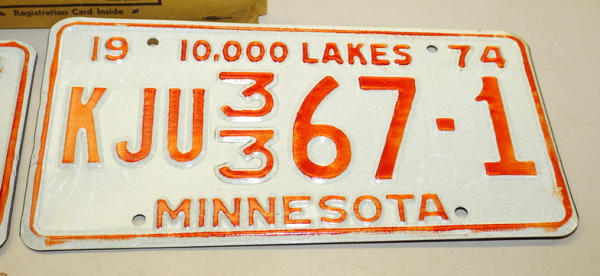 Registration Card Inside
19 10,000 LAKES 74
KJU 3 3 67-1
MINNESOTA